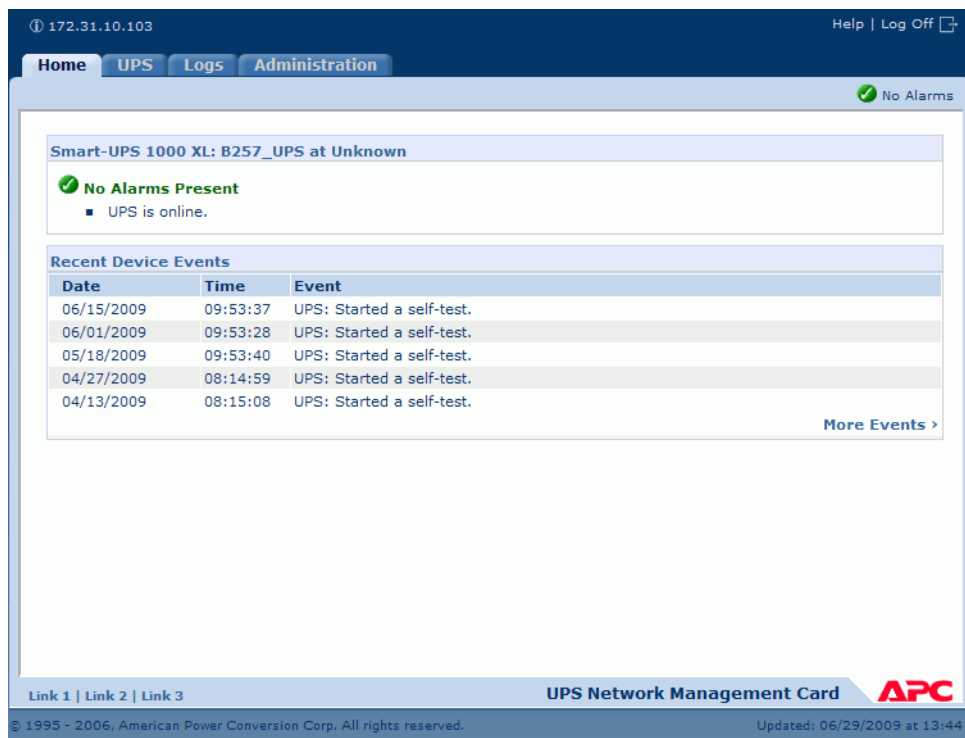 172.31.10.103 Help | Log Off
Home UPS Logs Administration
No Alarms
Smart-UPS 1000 XL: B257_UPS at Unknown
No Alarms Present
▪ UPS is online.
Recent Device Events
Date Time Event
06/15/2009 09:53:37 UPS: Started a self-test.
06/01/2009 09:53:28 UPS: Started a self-test.
05/18/2009 09:53:40 UPS: Started a self-test.
04/27/2009 08:14:59 UPS: Started a self-test.
04/13/2009 08:15:08 UPS: Started a self-test.
More Events ›
Link 1 | Link 2 | Link 3 UPS Network Management Card APC
© 1995 - 2006, American Power Conversion Corp. All rights reserved. Updated: 06/29/2009 at 13:44